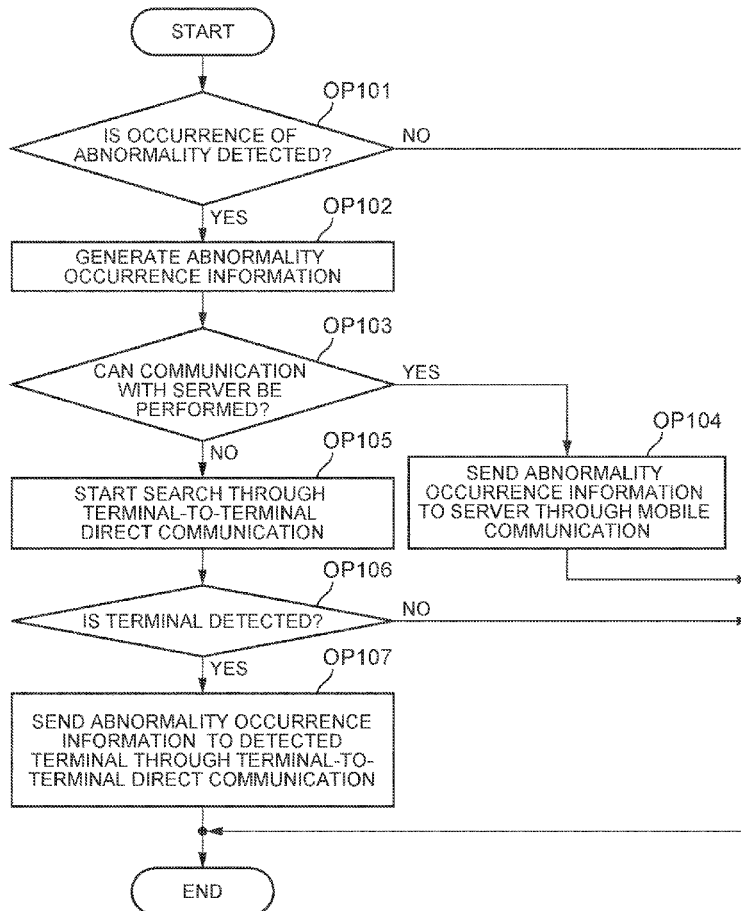 START
OP101
IS OCCURRENCE OF
ABNORMALITY DETECTED?
NO
YES
OP102
GENERATE ABNORMALITY
OCCURRENCE INFORMATION
OP103
CAN COMMUNICATION
WITH SERVER BE
PERFORMED?
YES
NO
OP104
SEND ABNORMALITY
OCCURRENCE INFORMATION
TO SERVER THROUGH MOBILE
COMMUNICATION
OP105
START SEARCH THROUGH
TERMINAL-TO-TERMINAL
DIRECT COMMUNICATION
OP106
IS TERMINAL DETECTED?
NO
YES
OP107
SEND ABNORMALITY OCCURRENCE
INFORMATION TO DETECTED
TERMINAL THROUGH TERMINAL-TO-
TERMINAL DIRECT COMMUNICATION
END